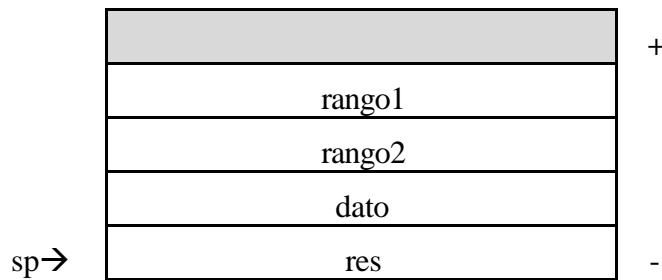 +
rango1
rango2
dato
sp→ res -